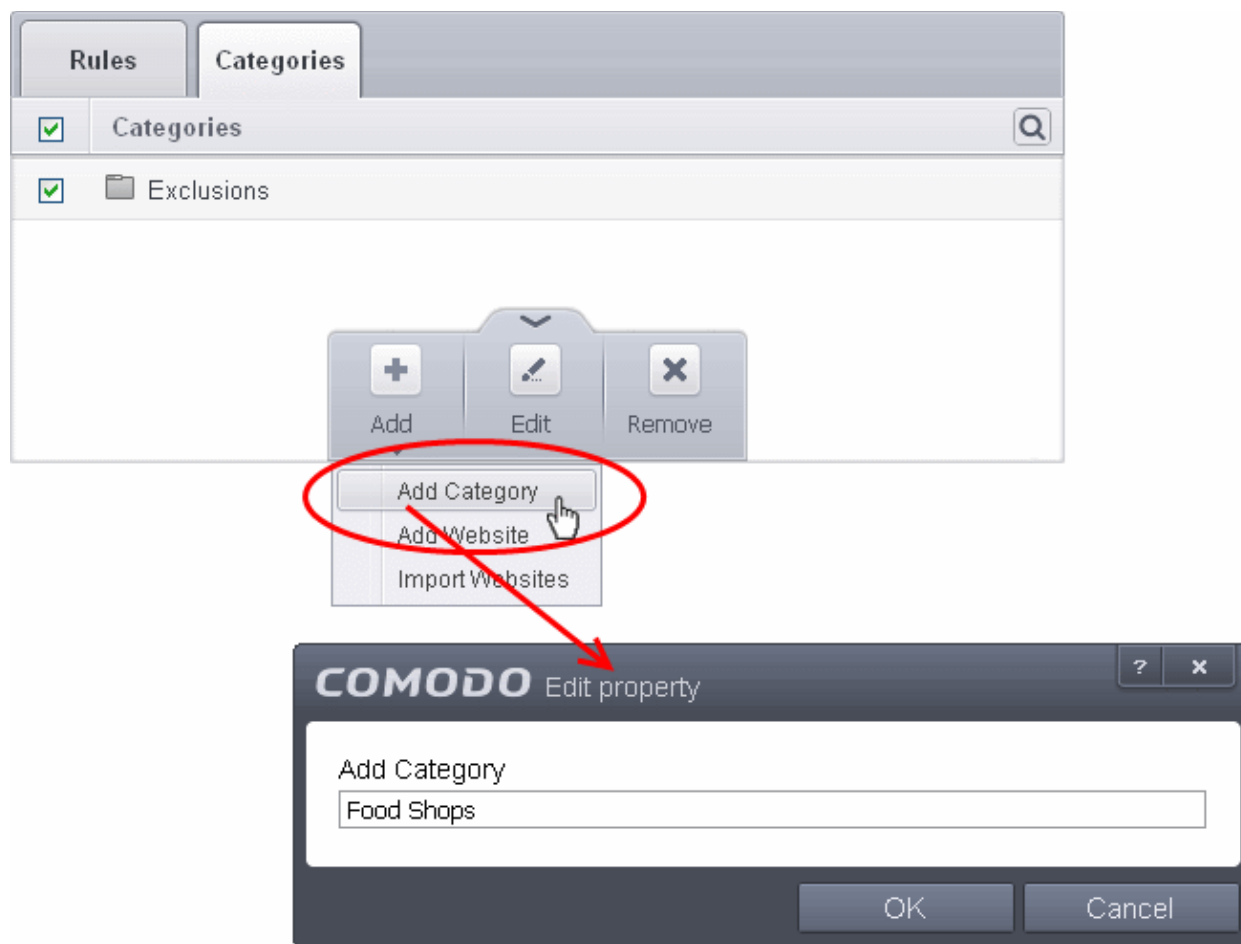 Rules Categories
Categories
Exclusions
Add Edit Remove
Add Category
Add Website
Import Websites
COMODO Edit property ? x
Add Category
Food Shops
OK Cancel